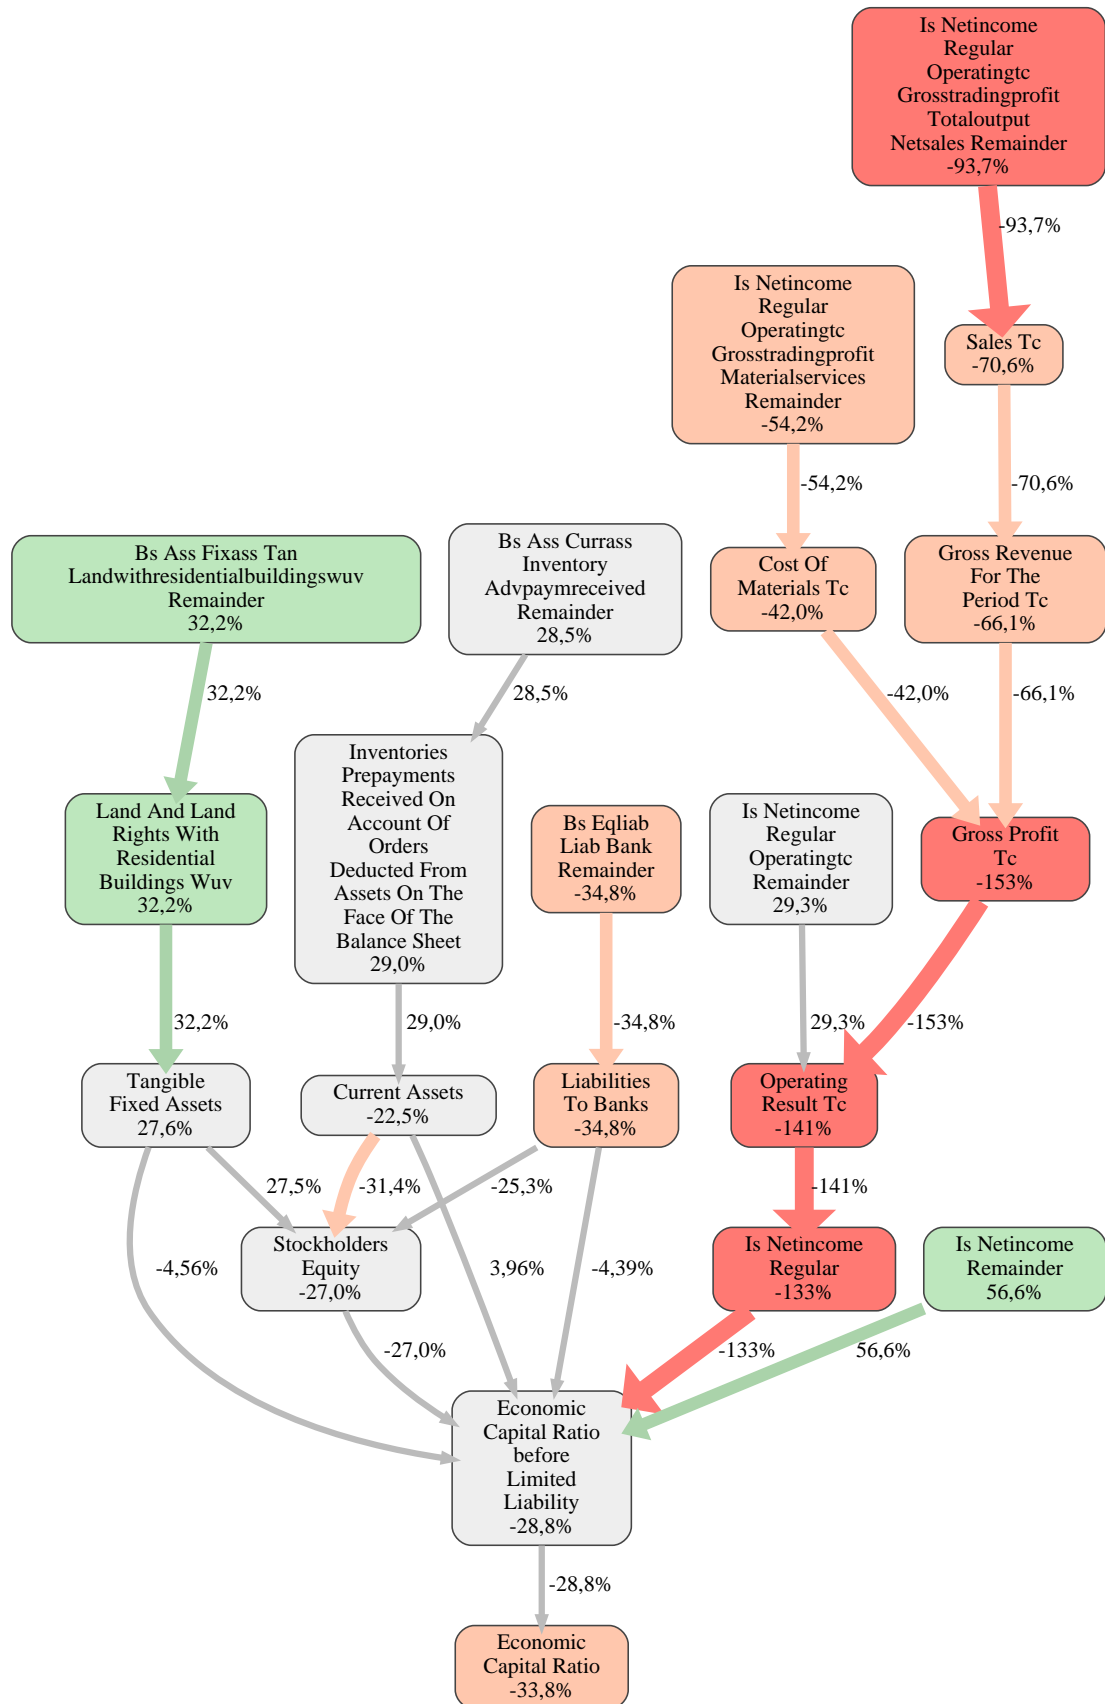 Is Netincome
Regular
Operatingtc
Grosstradingprofit
Totaloutput
Netsales Remainder
-93,7%
-93,7%
Is Netincome
Regular
Operatingtc
Grosstradingprofit
Materialservices
Remainder
-54,2%
Sales Tc
-70,6%
-54,2%
-70,6%
Bs Ass Fixass Tan
Landwithresidentialbuildingswuv
Remainder
32,2%
Bs Ass Currass
Inventory
Advpaymreceived
Remainder
28,5%
Cost Of
Materials Tc
-42,0%
Gross Revenue
For The
Period Tc
-66,1%
32,2%
28,5%
-42,0%
-66,1%
Land And Land
Rights With
Residential
Buildings Wuv
32,2%
Inventories
Prepayments
Received On
Account Of
Orders
Deducted From
Assets On The
Face Of The
Balance Sheet
29,0%
Bs Eqliab
Liab Bank
Remainder
-34,8%
Is Netincome
Regular
Operatingtc
Remainder
29,3%
Gross Profit
Tc
-153%
32,2%
29,0%
-34,8%
29,3%
-153%
Tangible
Fixed Assets
27,6%
Current Assets
-22,5%
Liabilities
To Banks
-34,8%
Operating
Result Tc
-141%
27,5%
-31,4%
-25,3%
-141%
-4,56%
Stockholders
Equity
-27,0%
3,96%
-4,39%
Is Netincome
Regular
-133%
Is Netincome
Remainder
56,6%
-27,0%
-133%
56,6%
Economic
Capital Ratio
before
Limited
Liability
-28,8%
-28,8%
Economic
Capital Ratio
-33,8%